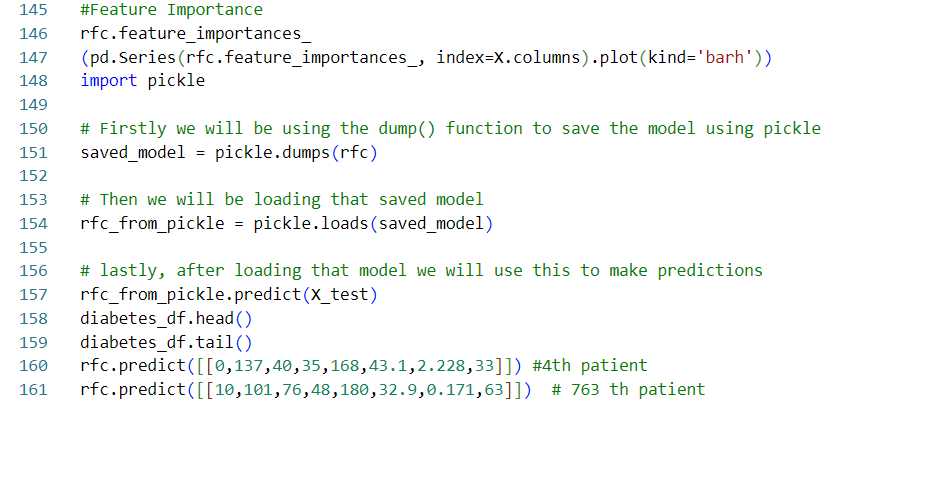 145 #Feature Importance
146 rfc.feature_importances_
147 (pd.Series(rfc.feature_importances_, index=X.columns).plot(kind='barh'))
148 import pickle
149
150 # Firstly we will be using the dump() function to save the model using pickle
151 saved_model = pickle.dumps(rfc)
152
153 # Then we will be loading that saved model
154 rfc_from_pickle = pickle.loads(saved_model)
155
156 # lastly, after loading that model we will use this to make predictions
157 rfc_from_pickle.predict(X_test)
158 diabetes_df.head()
159 diabetes_df.tail()
160 rfc.predict([[0,137,40,35,168,43.1,2.228,33]]) #4th patient
161 rfc.predict([[10,101,76,48,180,32.9,0.171,63]])  # 763 th patient